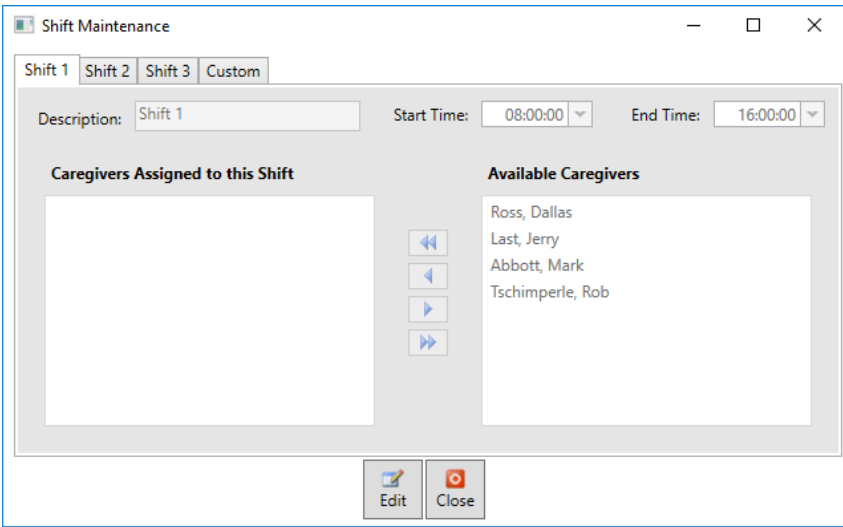 Shift Maintenance
Shift 1 Shift 2 Shift 3 Custom
Description: Shift 1 Start Time: 08:00:00 End Time: 16:00:00
Caregivers Assigned to this Shift Available Caregivers
Ross, Dallas
Last, Jerry
Abbott, Mark
Tschimperle, Rob
Edit Close